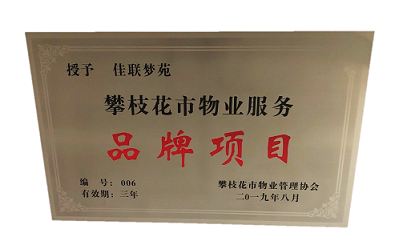 授予 佳联梦苑
攀枝花市物业服务
品牌项目
编 号：006
有效期：三年
攀枝花市物业管理协会
二〇一九年八月